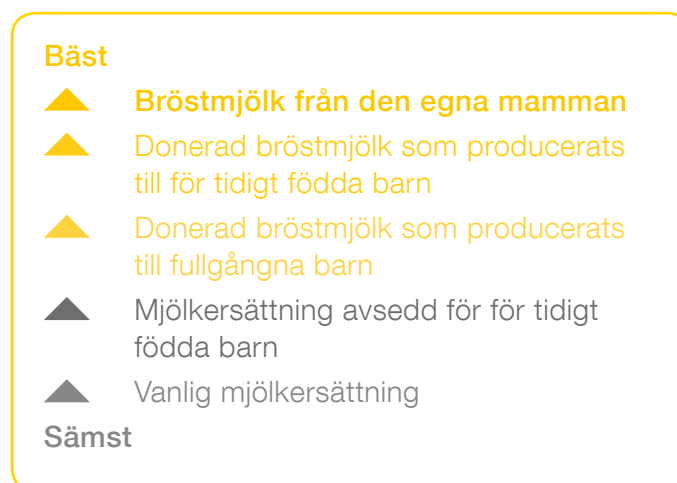 Bäst
Bröstmjölk från den egna mamman
Donerad bröstmjölk som producerats
till för tidigt födda barn
Donerad bröstmjölk som producerats
till fullgångna barn
Mjölkersättning avsedd för för tidigt
födda barn
Vanlig mjölkersättning
Sämst